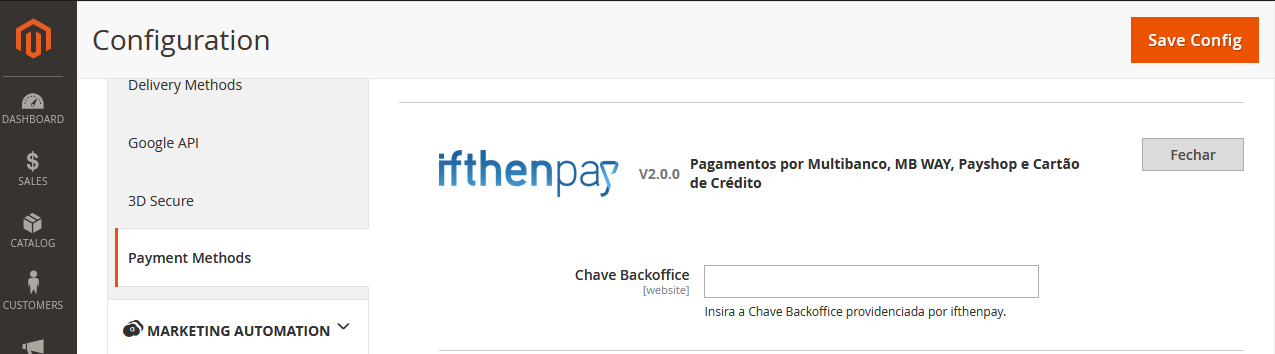 Configuration
Save Config
DASHBOARD
SALES
CATALOG
CUSTOMERS
Delivery Methods
Google API
3D Secure
Payment Methods
MARKETING AUTOMATION
ifthenpay
V2.0.0
Pagamentos por Multibanco, MB WAY, Payshop e Cartão
de Crédito
Fechar
Chave Backoffice
[website]
Insira a Chave Backoffice providenciada por ifthenpay.